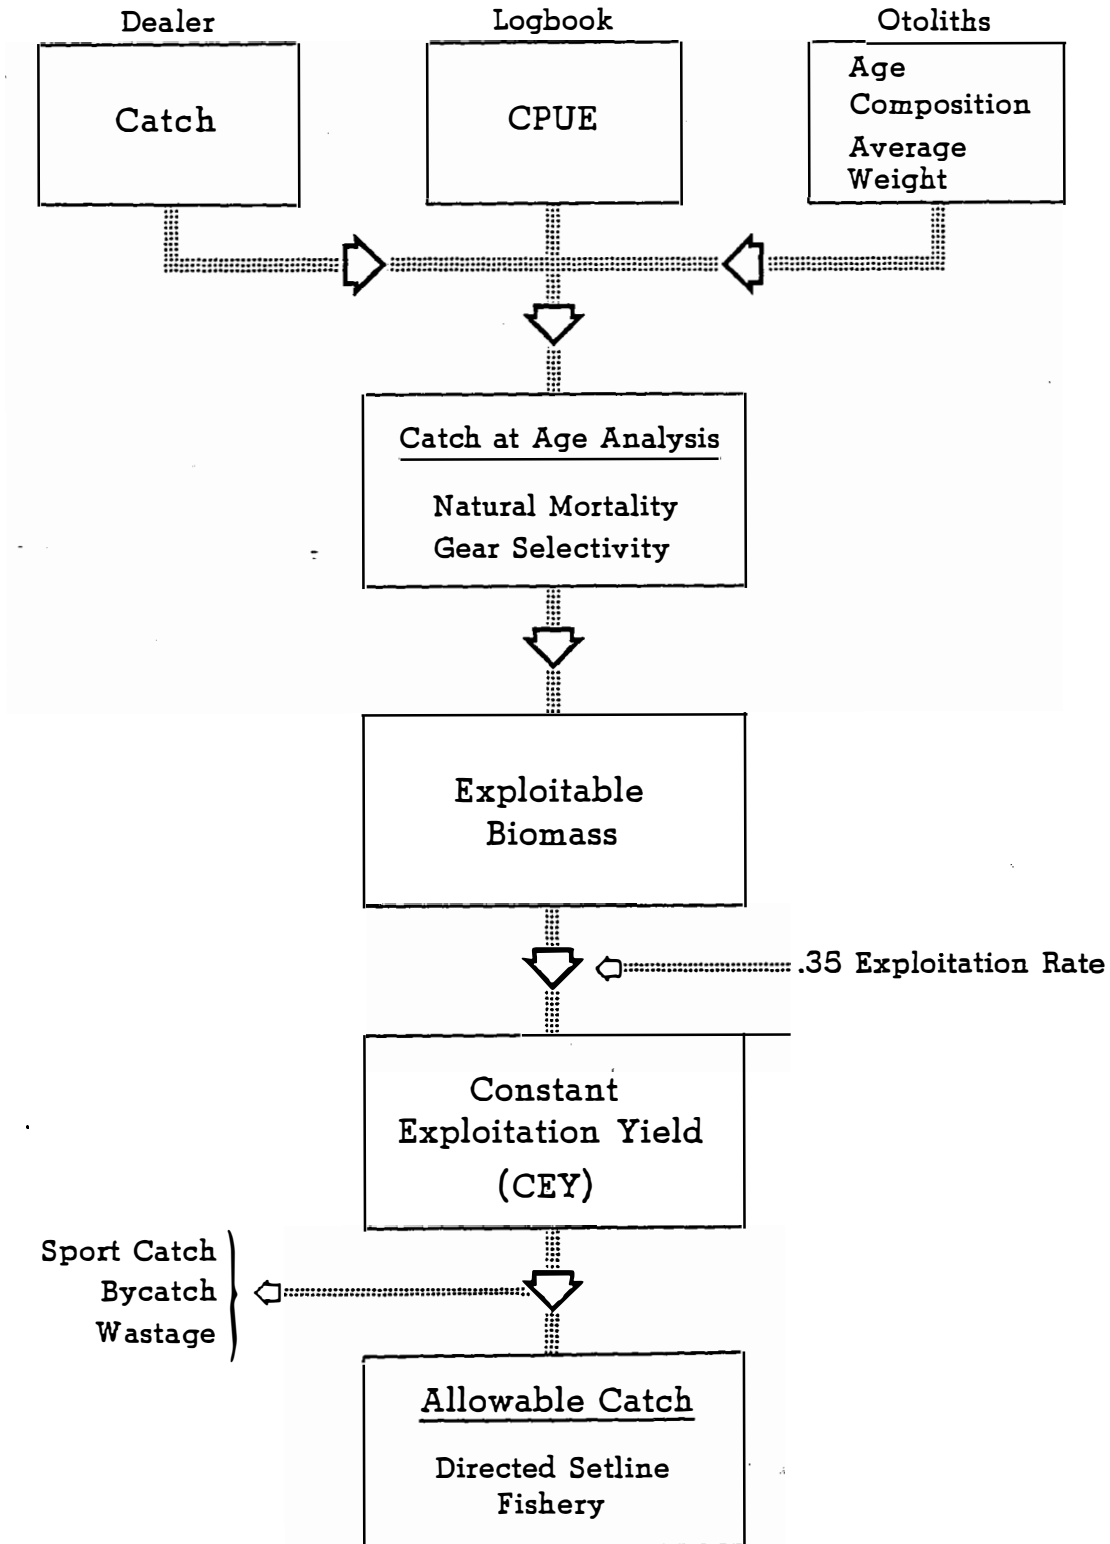 Dealer
Logbook
Otoliths
Catch
CPUE
Age
Composition
Average
Weight
Catch at Age Analysis
Natural Mortality
Gear Selectivity
Exploitable
Biomass
.35 Exploitation Rate
Constant
Exploitation Yield
(CEY)
Sport Catch
Bycatch
Wastage
Allowable Catch
Directed Setline
Fishery